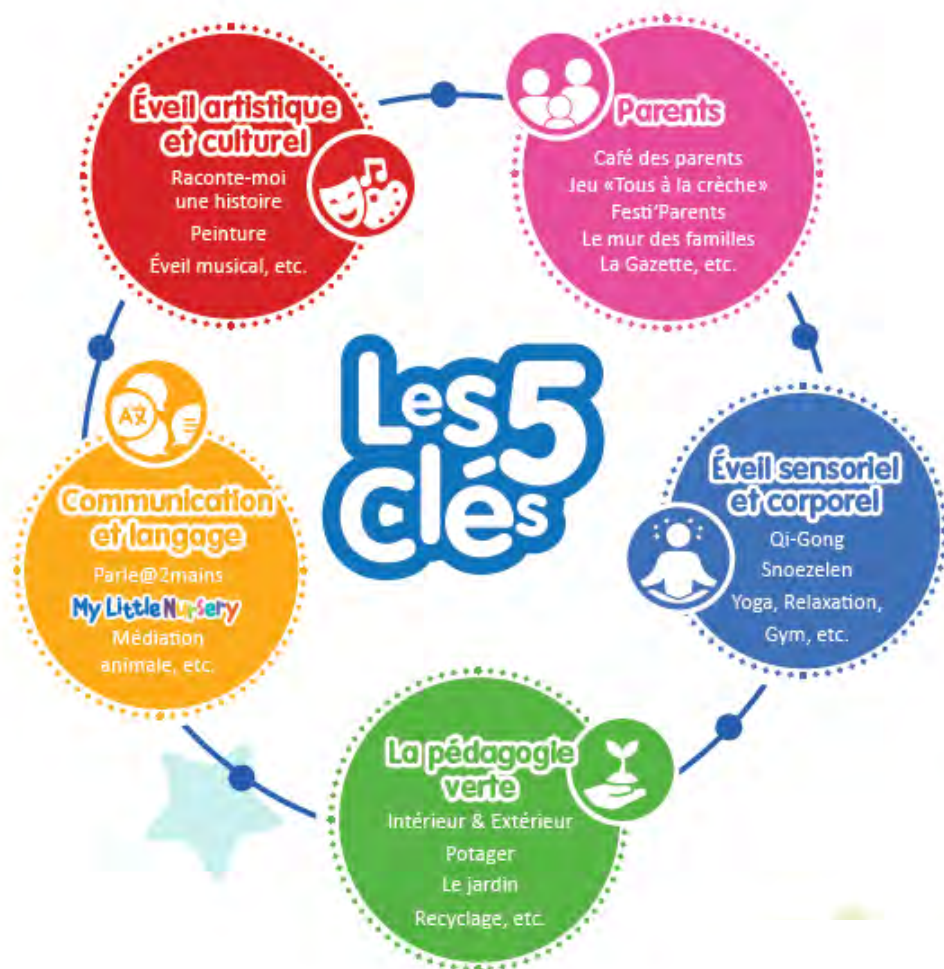 Éveil artistique
et culturel
Raconte-moi
une histoire
Peinture
Éveil musical, etc.
Parents
Café des parents
Jeu «Tous à la crèche»
Festi'Parents
Le mur des familles
La Gazette, etc.
Les 5
clés
Communication
et langage
Parle@2mains
My Little Nursery
Médiation
animale, etc.
Éveil sensoriel
et corporel
Qi-Gong
Snoezelen
Yoga, Relaxation,
Gym, etc.
La pédagogie
verte
Intérieur & Extérieur
Potager
Le jardin
Recyclage, etc.